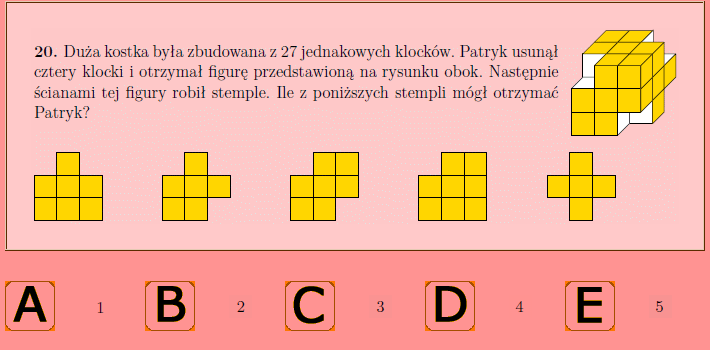 20. Duża kostka była zbudowana z 27 jednakowych klocków. Patryk usunął
cztery klocki i otrzymał figurę przedstawioną na rysunku obok. Następnie
ścianami tej figury robił stemple. Ile z poniższych stempli mógł otrzymać
Patryk?
A 1 B 2 C 3 D 4 E 5